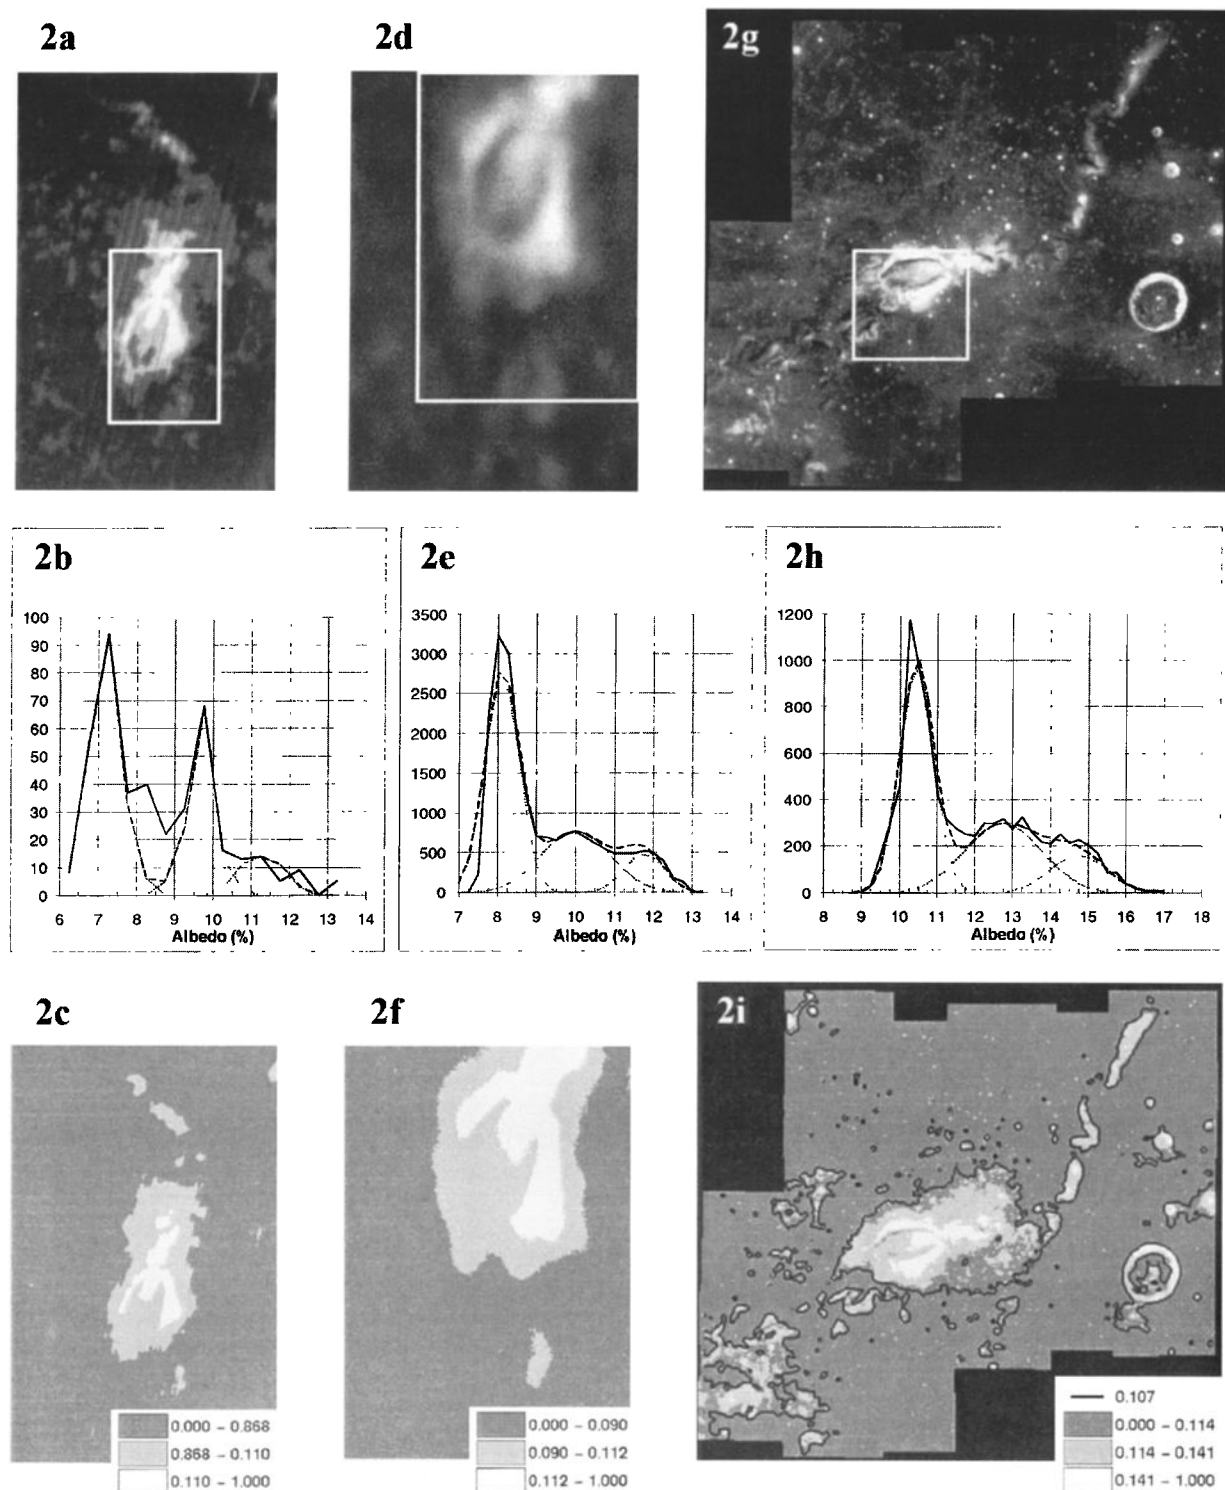 2a
2d
2g
2b
100
90
80
70
60
50
40
30
20
10
0
6 7 8 9 10 11 12 13 14
Albedo (%)
2e
3500
3000
2500
2000
1500
1000
500
0
7 8 9 10 11 12 13 14
Albedo (%)
2h
1200
1000
800
600
400
200
0
8 9 10 11 12 13 14 15 16 17 18
Albedo (%)
2c
0.000 – 0.868
0.868 – 0.110
0.110 – 1.000
2f
0.000 – 0.090
0.090 – 0.112
0.112 – 1.000
2i
0.107
0.000 – 0.114
0.114 – 0.141
0.141 – 1.000